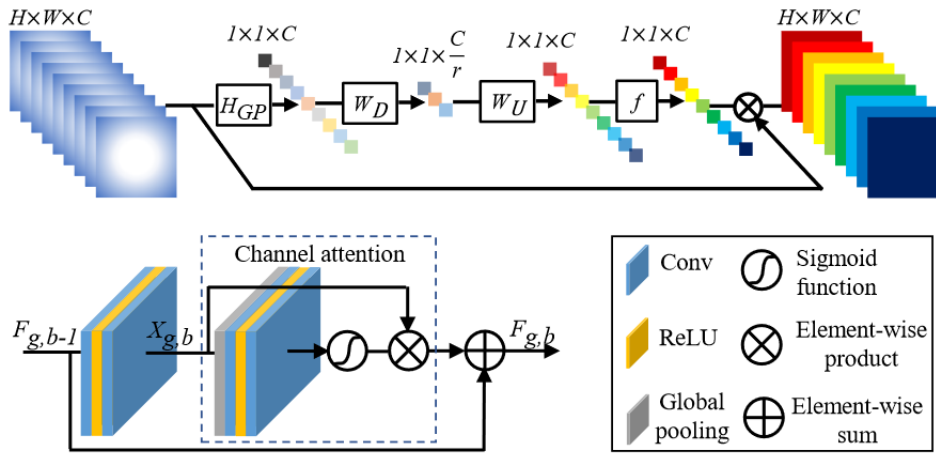 H×W×C
1×1×C
1×1×C/r
1×1×C
1×1×C
H×W×C
H_GP
W_D
W_U
f
Channel attention
F_g,b-1
X_g,b
F_g,b
Conv
Sigmoid
function
ReLU
Element-wise
product
Global
pooling
Element-wise
sum